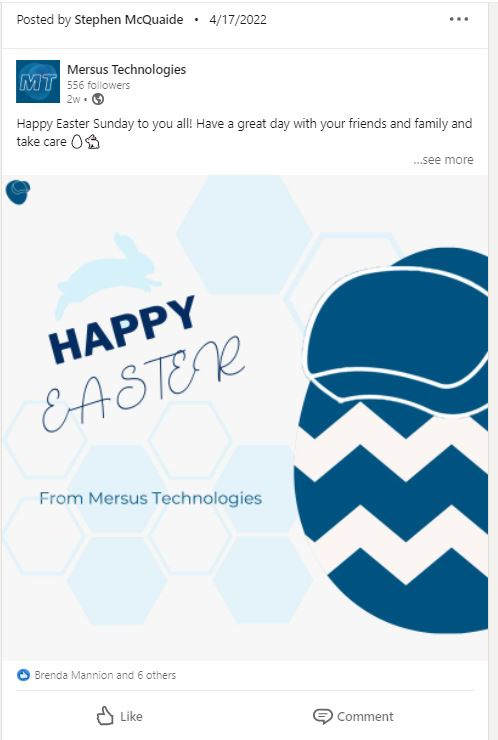 Posted by Stephen McQuaide • 4/17/2022
MT
Mersus Technologies
556 followers
2w •
Happy Easter Sunday to you all! Have a great day with your friends and family and
take care
...see more
HAPPY
EASTER
From Mersus Technologies
Brenda Mannion and 6 others
Like
Comment